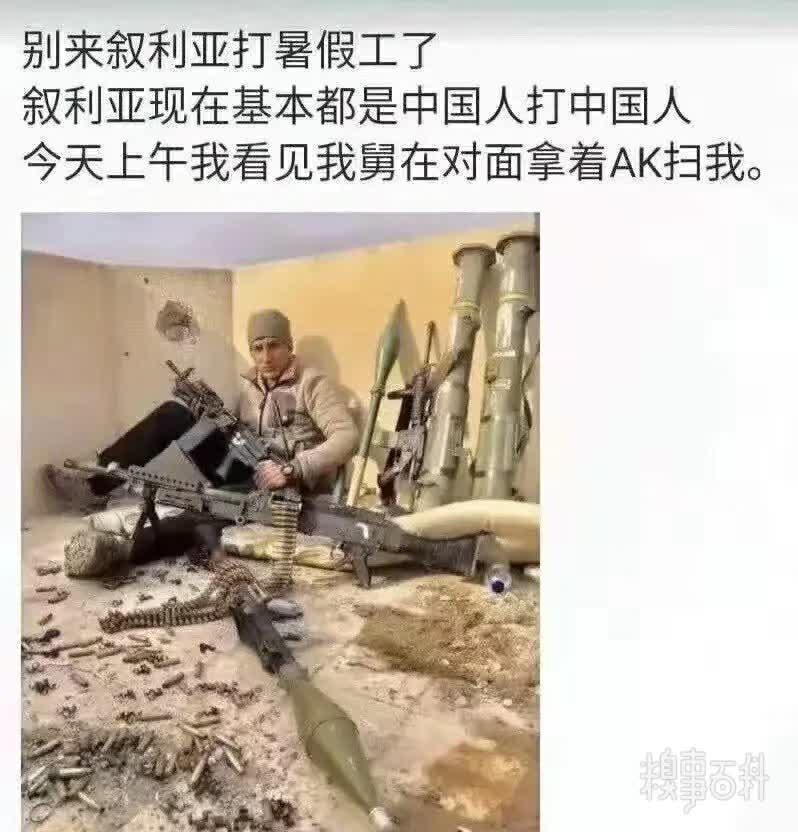 别来叙利亚打暑假工了
叙利亚现在基本都是中国人打中国人
今天上午我看见我舅在对面拿着AK扫我。
糗事百科